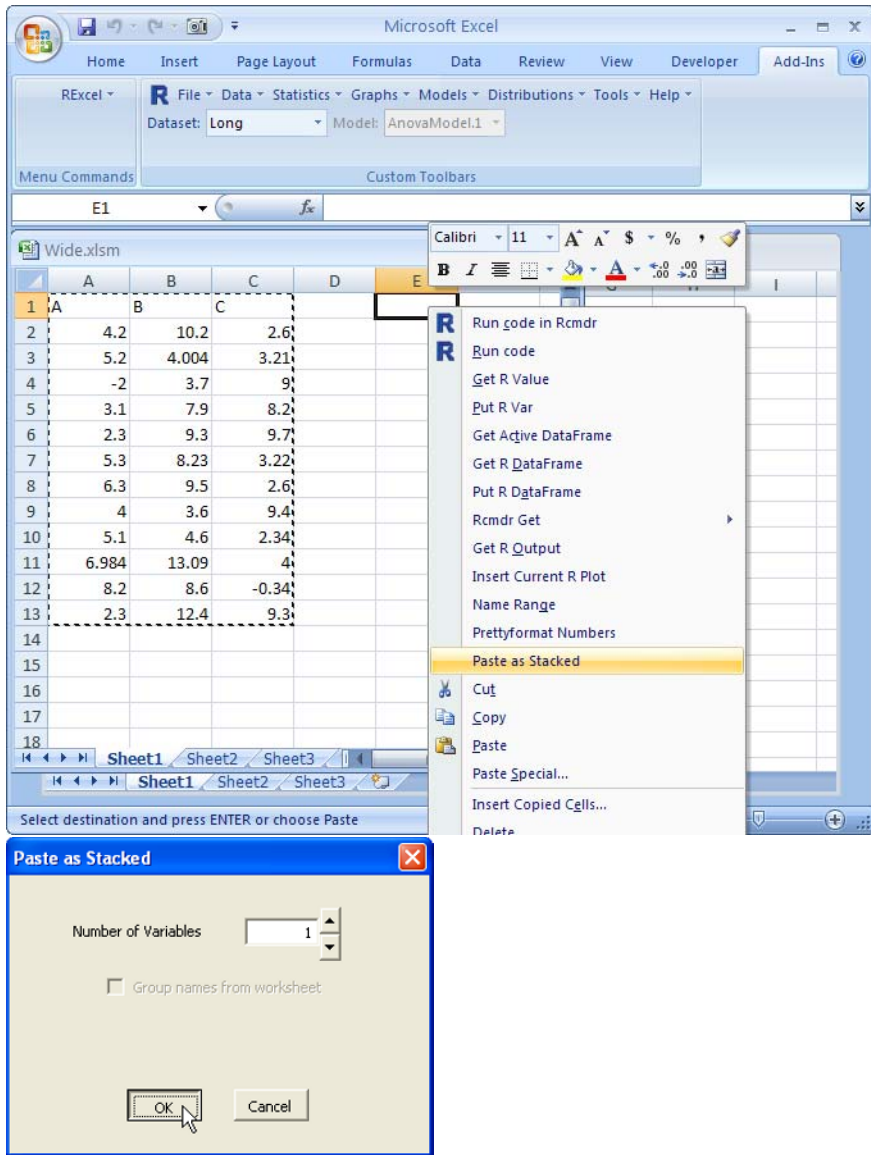 Microsoft Excel
Home Insert Page Layout Formulas Data Review View Developer Add-Ins
RExcel R File Data Statistics Graphs Models Distributions Tools Help
Dataset: Long Model: AnovaModel.1
Menu Commands Custom Toolbars
E1 fx
Calibri 11 A A $ % ,
B I A .0 .00 .00 .0 a
Wide.xlsm
A B C D E I
1 A B C
2 4.2 10.2 2.6
3 5.2 4.004 3.21
4 -2 3.7 9
5 3.1 7.9 8.2
6 2.3 9.3 9.7
7 5.3 8.23 3.22
8 6.3 9.5 2.6
9 4 3.6 9.4
10 5.1 4.6 2.34
11 6.984 13.09 4
12 8.2 8.6 -0.34
13 2.3 12.4 9.3
14
15
16
17
18
R Run code in Rcmdr
R Run code
Get R Value
Put R Var
Get Active DataFrame
Get R DataFrame
Put R DataFrame
Rcmdr Get
Get R Output
Insert Current R Plot
Name Range
Prettyformat Numbers
Paste as Stacked
Cut
Copy
Paste
Paste Special...
Insert Copied Cells...
Delete
Sheet1 Sheet2 Sheet3
Sheet1 Sheet2 Sheet3
Select destination and press ENTER or choose Paste
Paste as Stacked
Number of Variables 1
Group names from worksheet
OK Cancel